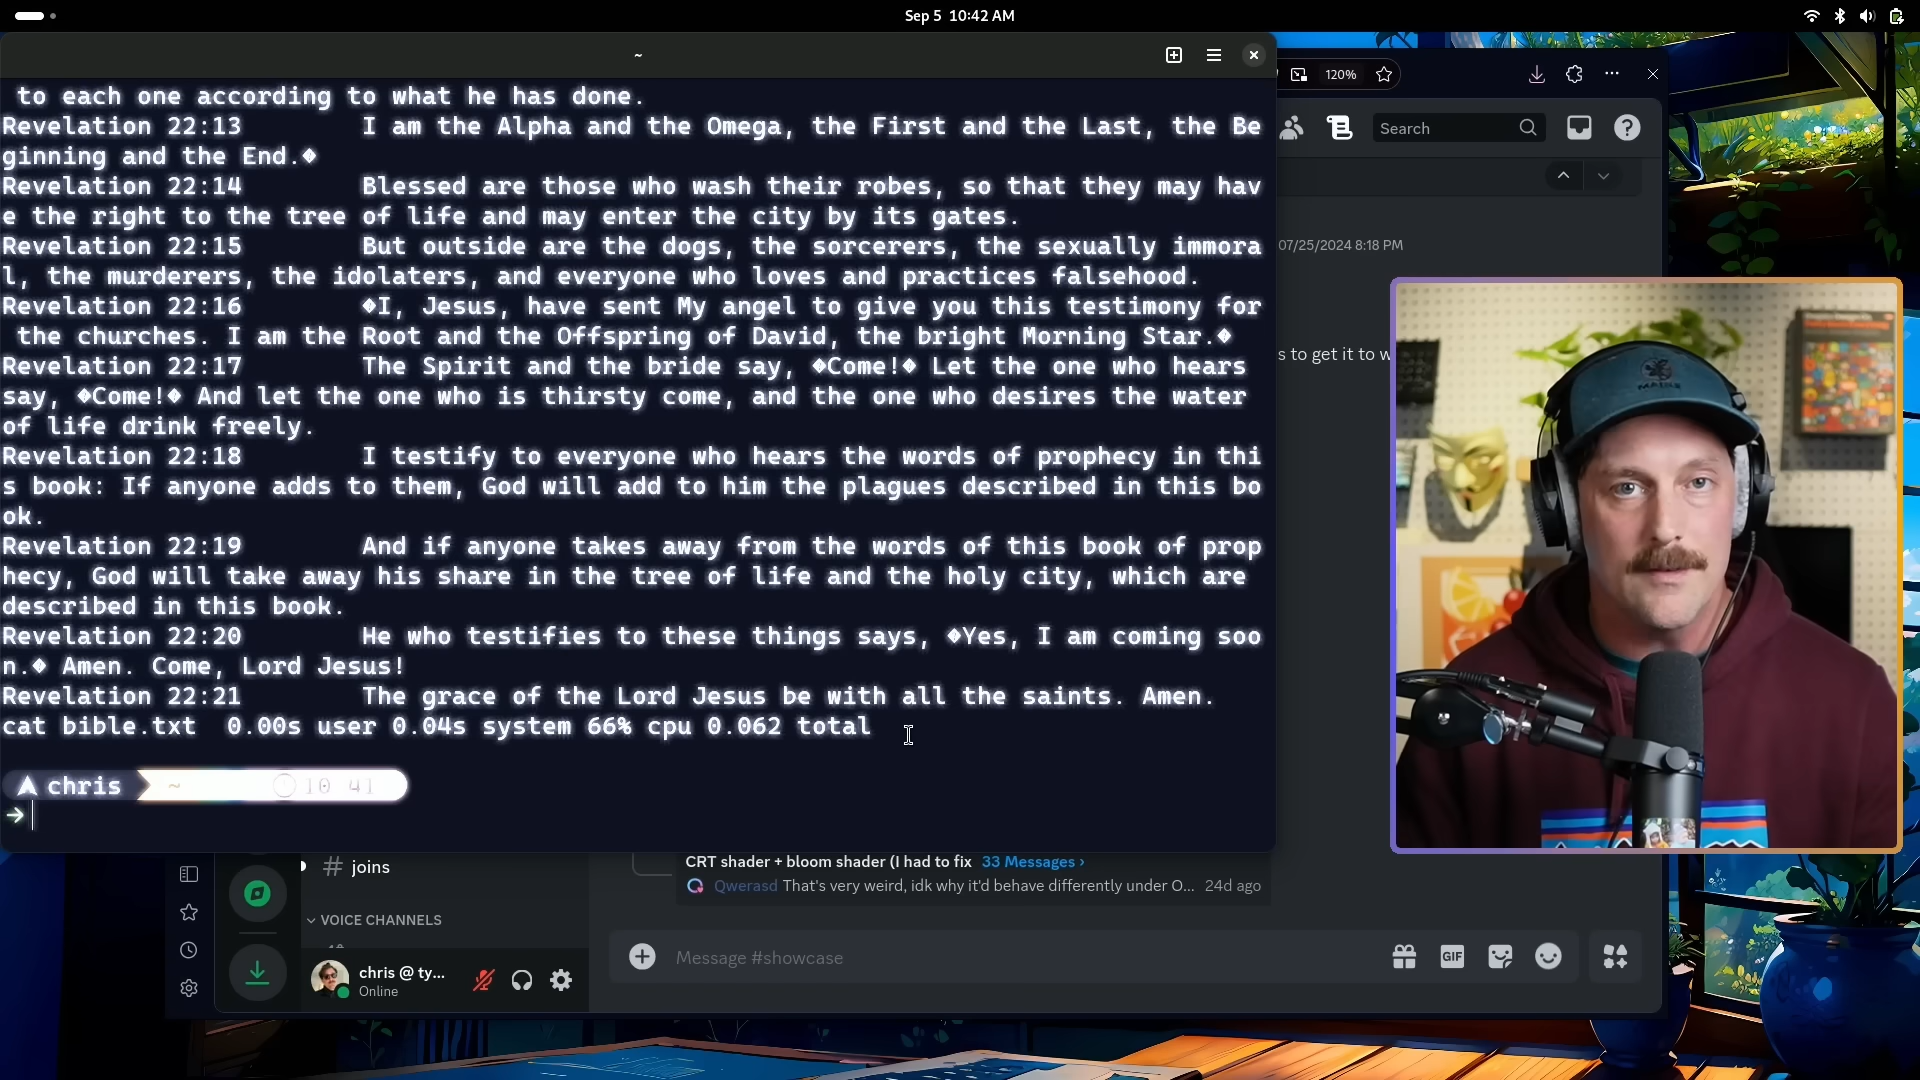 Sep 5 10:42 AM
~
to each one according to what he has done.
Revelation 22:13 I am the Alpha and the Omega, the First and the Last, the Be
ginning and the End.�
Revelation 22:14 Blessed are those who wash their robes, so that they may hav
e the right to the tree of life and may enter the city by its gates.
Revelation 22:15 But outside are the dogs, the sorcerers, the sexually immora
l, the murderers, the idolaters, and everyone who loves and practices falsehood.
Revelation 22:16 �I, Jesus, have sent My angel to give you this testimony for
the churches. I am the Root and the Offspring of David, the bright Morning Star.�
Revelation 22:17 The Spirit and the bride say, �Come!� Let the one who hears
say, �Come!� And let the one who is thirsty come, and the one who desires the water
of life drink freely.
Revelation 22:18 I testify to everyone who hears the words of prophecy in thi
s book: If anyone adds to them, God will add to him the plagues described in this bo
ok.
Revelation 22:19 And if anyone takes away from the words of this book of prop
hecy, God will take away his share in the tree of life and the holy city, which are
described in this book.
Revelation 22:20 He who testifies to these things says, �Yes, I am coming soo
n.� Amen. Come, Lord Jesus!
Revelation 22:21 The grace of the Lord Jesus be with all the saints. Amen.
cat bible.txt 0.00s user 0.04s system 66% cpu 0.062 total
chris ~ 10 41
120%
Search
07/25/2024 8:18 PM
s to get it to w
# joins
VOICE CHANNELS
chris @ ty...
Online
CRT shader + bloom shader (I had to fix 33 Messages ›
Qwerasd That's very weird, idk why it'd behave differently under O... 24d ago
Message #showcase
GIF